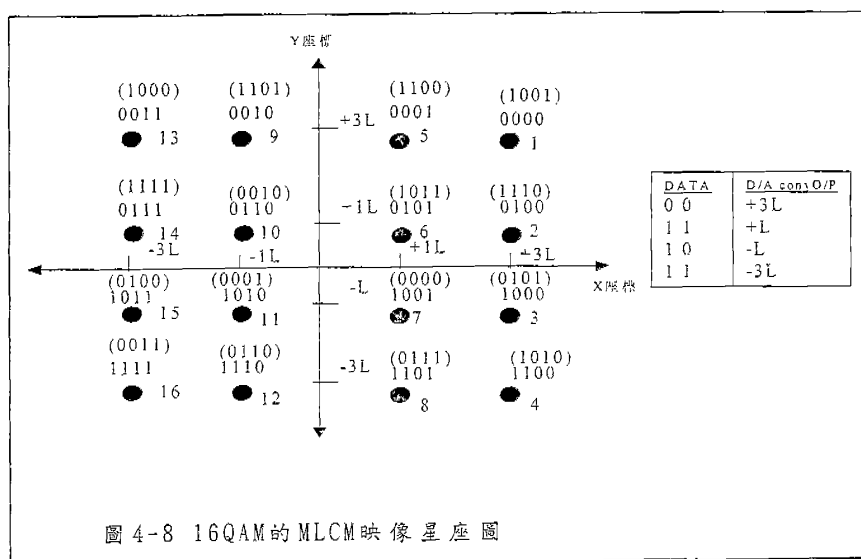 Y座標
(1000) (1101) (1100) (1001)
0011 0010 +3L 0001 0000
13 9 5 1
(1111) (0010) (1011) (1110)
0111 0110 -1L 0101 0100
14 10 6 2
-3L -1L +1L +3L
X座標
(0100) (0001) (0000) (0101)
1011 1010 -L 1001 1000
15 11 7 3
(0011) (0110) (0111) (1010)
1111 1110 -3L 1101 1100
16 12 8 4
DATA D/A conv O/P
0 0 +3L
1 1 +L
1 0 -L
1 1 -3L
圖4-8 16QAM的MLCM映像星座圖